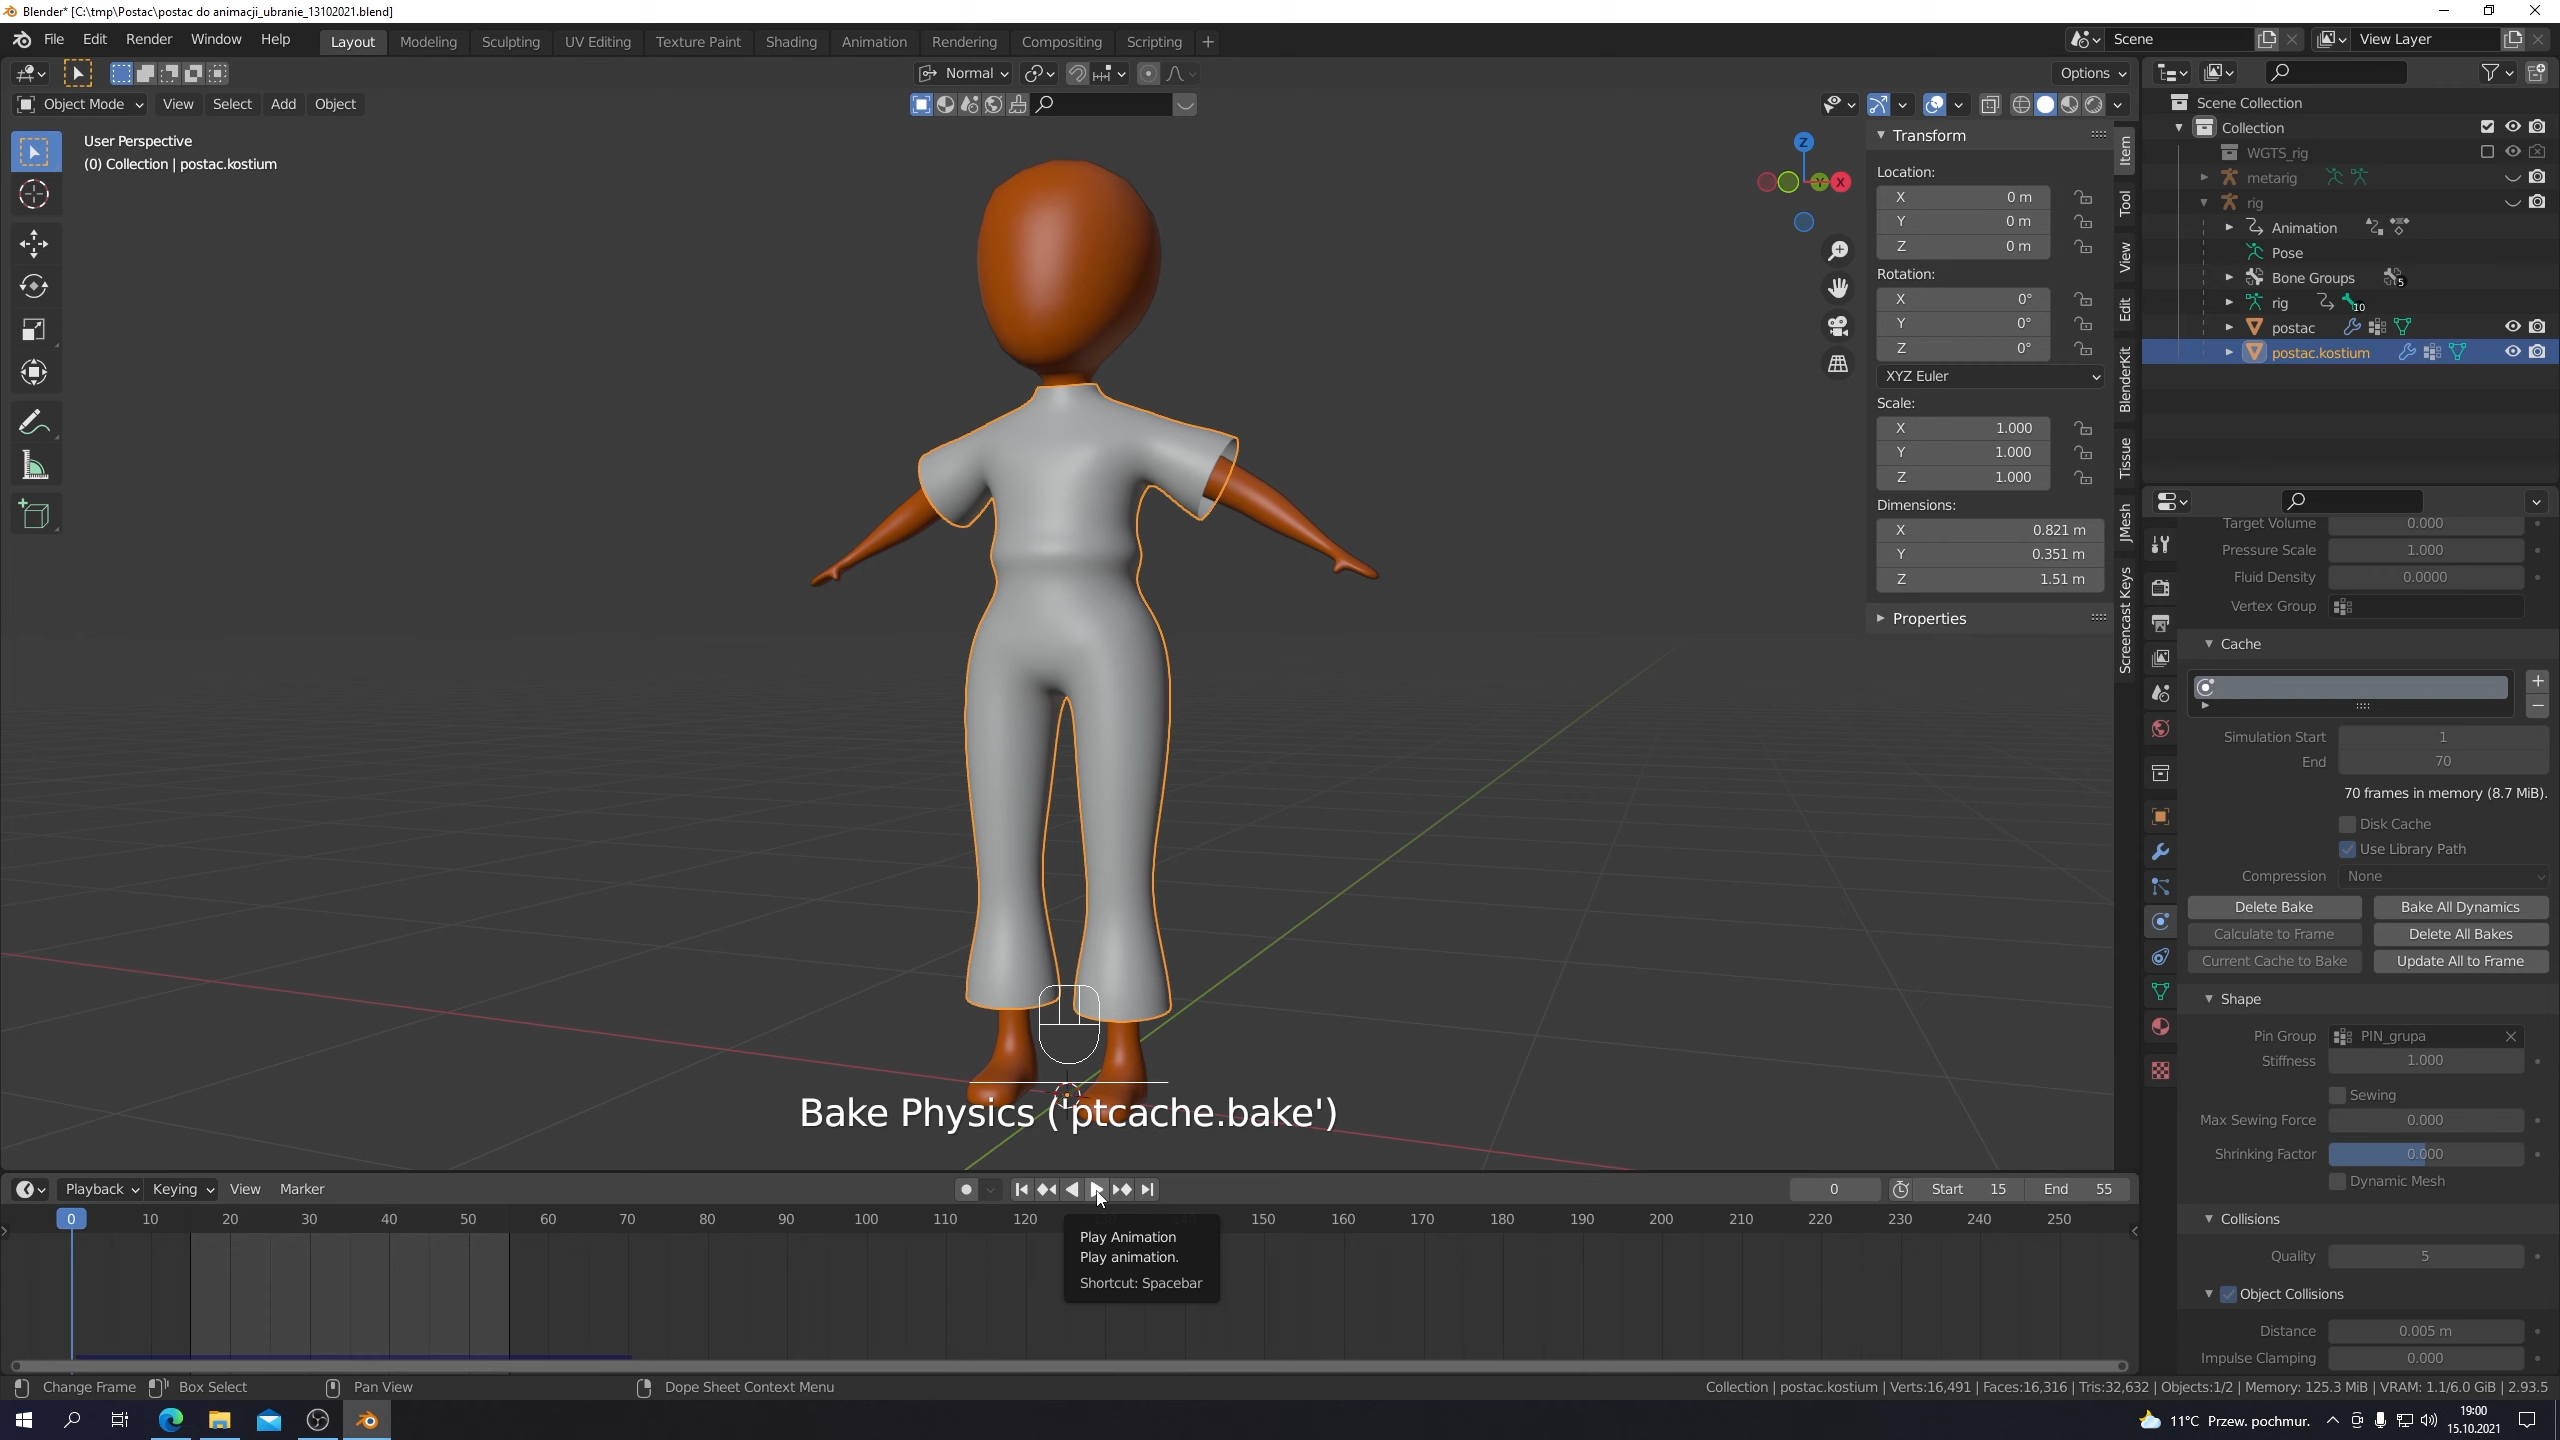 Blender* [C:\tmp\Postac\postac do animacji_ubranie_13102021.blend]
File Edit Render Window Help Layout Modeling Sculpting UV Editing Texture Paint Shading Animation Rendering Compositing Scripting + Scene View Layer
Normal Options
Object Mode View Select Add Object
User Perspective
(0) Collection | postac.kostium
Z
Y
X
Transform
Location:
X 0 m
Y 0 m
Z 0 m
Rotation:
X 0°
Y 0°
Z 0°
XYZ Euler
Scale:
X 1.000
Y 1.000
Z 1.000
Dimensions:
X 0.821 m
Y 0.351 m
Z 1.51 m
Properties
Item
Tool
View
Edit
BlenderKit
Tissue
JMesh
Screencast Keys
Scene Collection
Collection
WGTS_rig
metarig
rig
Animation
Pose
Bone Groups 5
rig 10
postac
postac.kostium
Target Volume 0.000
Pressure Scale 1.000
Fluid Density 0.0000
Vertex Group
Cache
Simulation Start 1
End 70
70 frames in memory (8.7 MiB).
Disk Cache
Use Library Path
Compression None
Delete Bake Bake All Dynamics
Calculate to Frame Delete All Bakes
Current Cache to Bake Update All to Frame
Shape
Pin Group PIN_grupa
Stiffness 1.000
Sewing
Max Sewing Force 0.000
Shrinking Factor 0.000
Dynamic Mesh
Collisions
Quality 5
Object Collisions
Distance 0.005 m
Impulse Clamping 0.000
Bake Physics ('ptcache.bake')
Playback Keying View Marker 0 Start 15 End 55
0 10 20 30 40 50 60 70 80 90 100 110 120 130 140 150 160 170 180 190 200 210 220 230 240 250
Play Animation
Play animation.
Shortcut: Spacebar
Change Frame Box Select Pan View Dope Sheet Context Menu Collection | postac.kostium | Verts:16,491 | Faces:16,316 | Tris:32,632 | Objects:1/2 | Memory: 125.3 MiB | VRAM: 1.1/6.0 GiB | 2.93.5
11°C Przew. pochmur.
19:00
15.10.2021